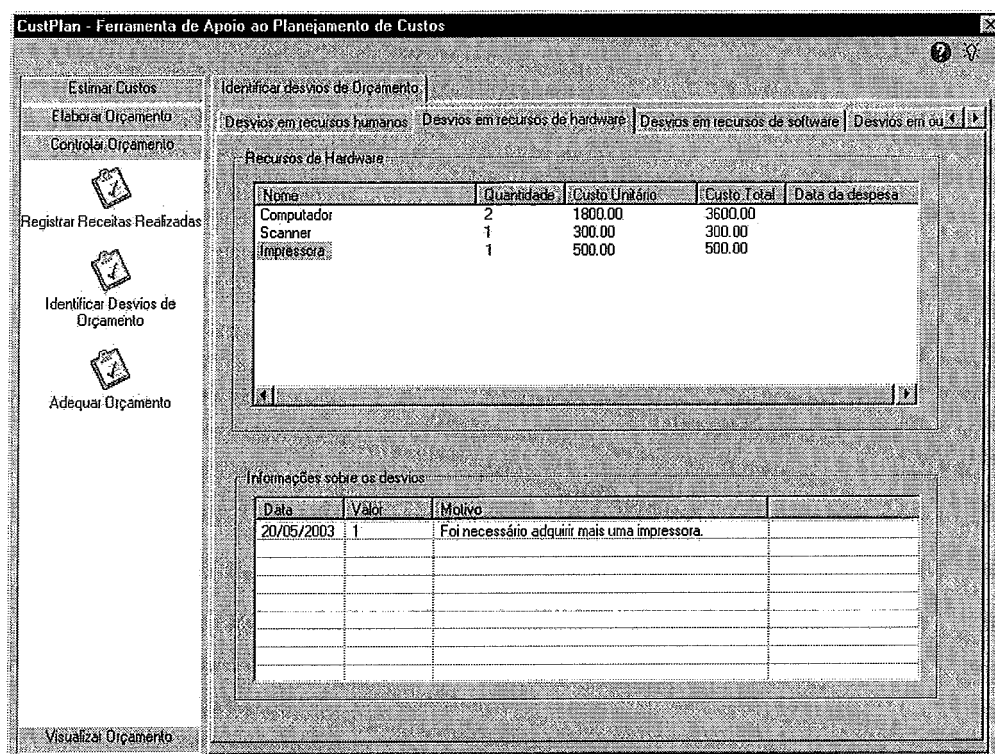 CustPlan - Ferramenta de Apoio ao Planejamento de Custos
Estimar Custos
Elaborar Orçamento
Controlar Orçamento
Registrar Receitas Realizadas
Identificar Desvios de
Orçamento
Adequar Orçamento
Visualizar Orçamento
Identificar desvios de Orçamento
Desvios em recursos humanos Desvios em recursos de hardware Desvios em recursos de software Desvios em ou
Recursos de Hardware
Nome Quantidade Custo Unitário Custo Total Data da despesa
Computador 2 1800.00 3600.00
Scanner 1 300.00 300.00
Impressora 1 500.00 500.00
Informações sobre os desvios
Data Valor Motivo
20/05/2003 1 Foi necessário adquirir mais uma impressora.